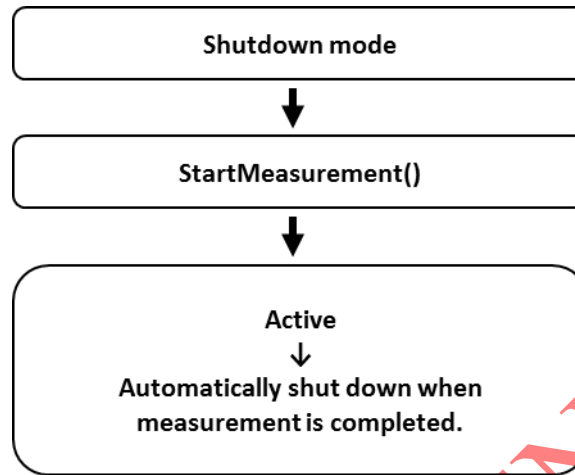 Shutdown mode
StartMeasurement()
Active
Automatically shut down when
measurement is completed.